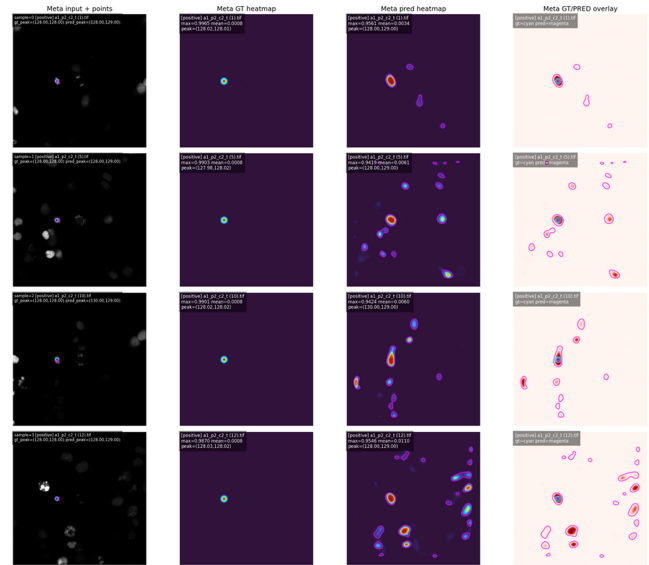 Meta input + points
Meta GT heatmap
Meta pred heatmap
Meta GT/PRED overlay
sample=0 [positive] a1_p2_c2_t (1).tif
gt_peak=(128.00,128.00) pred_peak=(128.00,129.00)
[positive] a1_p2_c2_t (1).tif
max=0.9965 mean=0.0008
peak=(128.02,128.01)
[positive] a1_p2_c2_t (1).tif
max=0.9561 mean=0.0034
peak=(128.00,129.00)
[positive] a1_p2_c2_t (1).tif
gt=cyan pred=magenta
sample=1 [positive] a1_p2_c2_t (5).tif
gt_peak=(128.00,128.00) pred_peak=(128.00,129.00)
[positive] a1_p2_c2_t (5).tif
max=0.9903 mean=0.0008
peak=(127.98,128.02)
[positive] a1_p2_c2_t (5).tif
max=0.9419 mean=0.0061
peak=(128.00,129.00)
[positive] a1_p2_c2_t (5).tif
gt=cyan pred=magenta
sample=2 [positive] a1_p2_c2_t (10).tif
gt_peak=(128.00,128.00) pred_peak=(130.00,129.00)
[positive] a1_p2_c2_t (10).tif
max=0.9901 mean=0.0008
peak=(128.02,128.02)
[positive] a1_p2_c2_t (10).tif
max=0.9424 mean=0.0060
peak=(130.00,129.00)
[positive] a1_p2_c2_t (10).tif
gt=cyan pred=magenta
sample=3 [positive] a1_p2_c2_t (12).tif
gt_peak=(128.00,128.00) pred_peak=(128.00,129.00)
[positive] a1_p2_c2_t (12).tif
max=0.9670 mean=0.0008
peak=(128.03,128.02)
[positive] a1_p2_c2_t (12).tif
max=0.9546 mean=0.0110
peak=(128.00,129.00)
[positive] a1_p2_c2_t (12).tif
gt=cyan pred=magenta